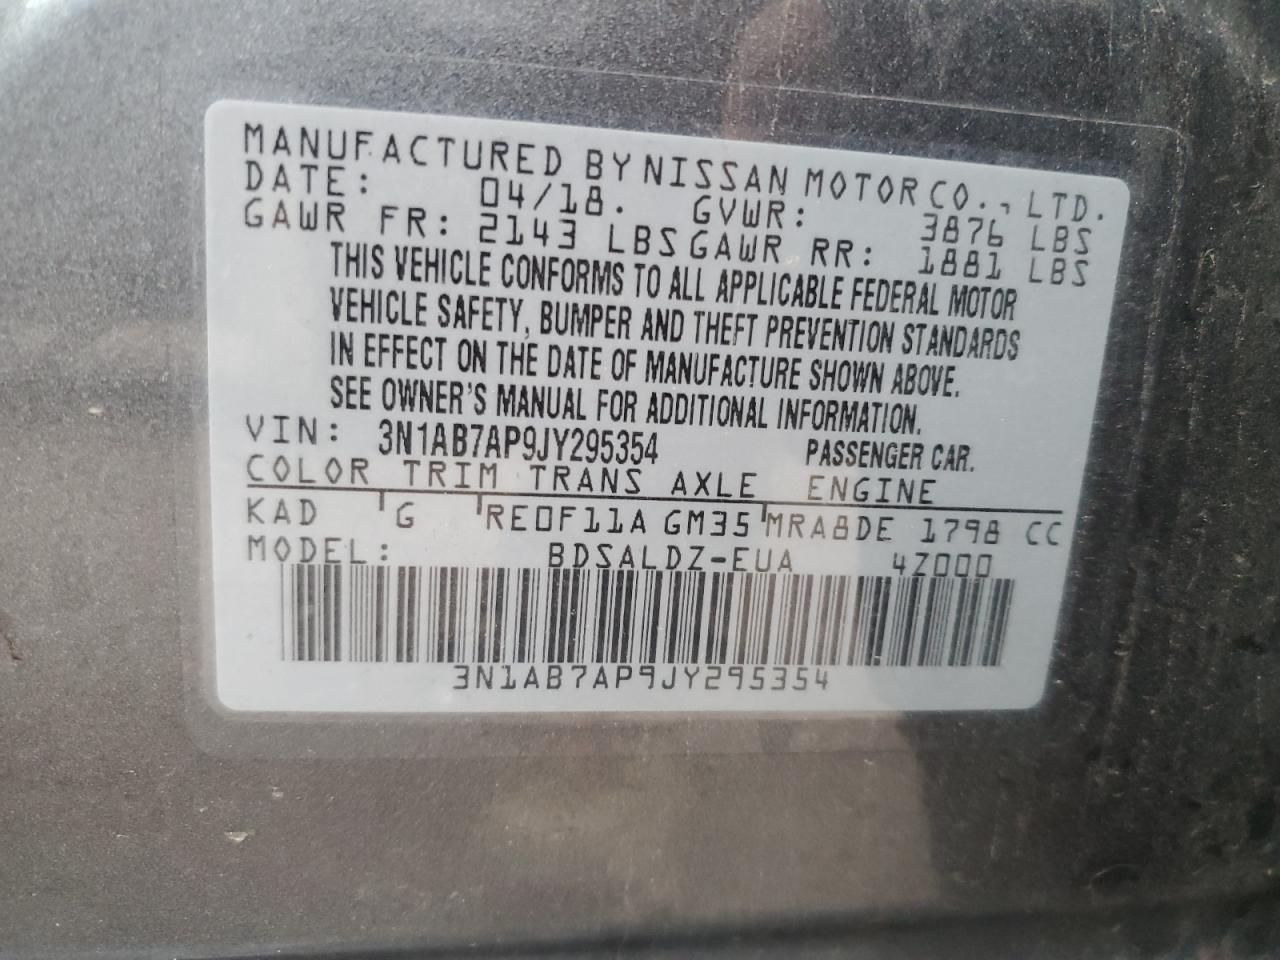 MANUFACTURED BY NISSAN MOTOR CO., LTD.
DATE: 04/18. GVWR: 3876 LBS
GAWR FR: 2143 LBS GAWR RR: 1881 LBS
THIS VEHICLE CONFORMS TO ALL APPLICABLE FEDERAL MOTOR
VEHICLE SAFETY, BUMPER AND THEFT PREVENTION STANDARDS
IN EFFECT ON THE DATE OF MANUFACTURE SHOWN ABOVE.
SEE OWNER'S MANUAL FOR ADDITIONAL INFORMATION.
VIN: 3N1AB7AP9JY295354 PASSENGER CAR.
COLOR TRIM TRANS AXLE ENGINE
KAD G RE0F11A GM35 MRA8DE 1798 CC
MODEL: BDSALDZ-EUA 4Z000
3N1AB7AP9JY295354